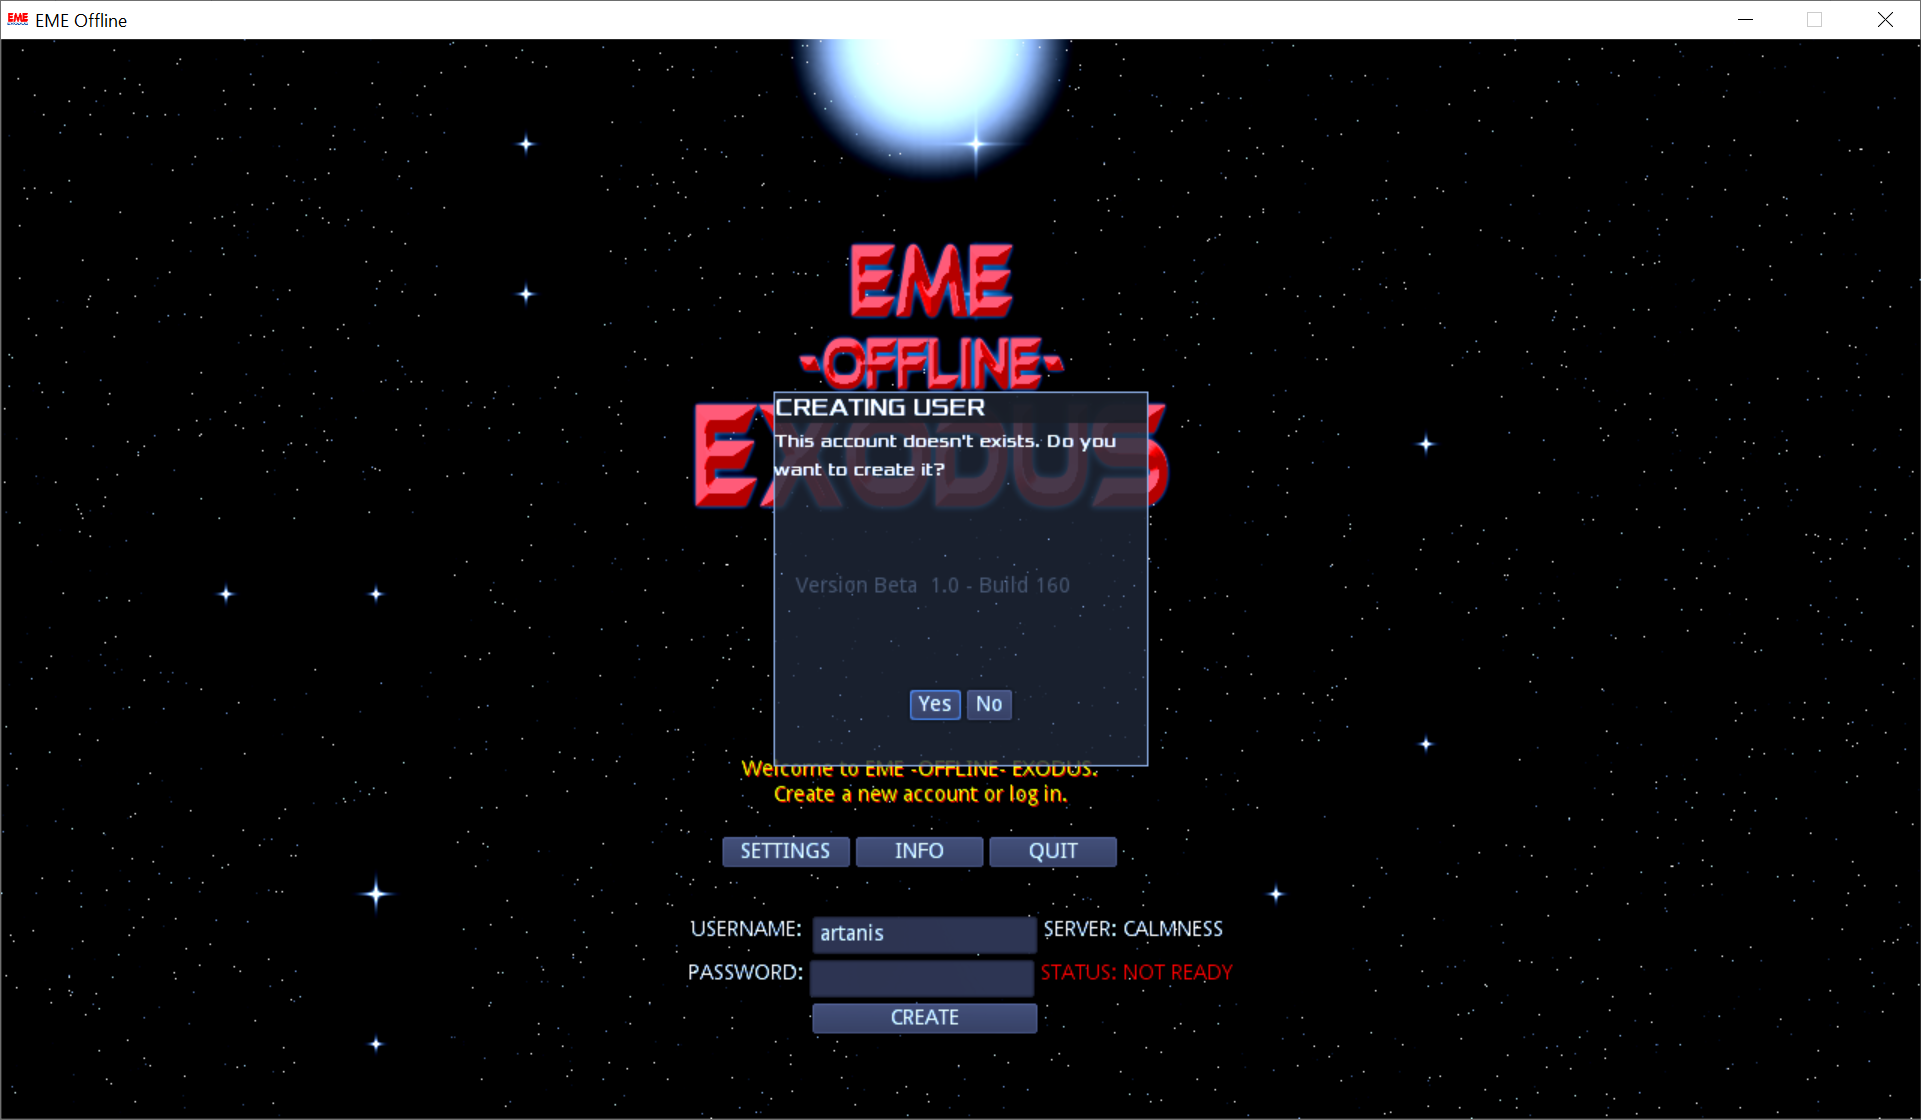 EME EME Offline
EME
-OFFLINE-
EXODUS
CREATING USER
This account doesn't exists. Do you
want to create it?
Version Beta 1.0 - Build 160
Yes No
Welcome to EME -OFFLINE- EXODUS.
Create a new account or log in.
SETTINGS INFO QUIT
USERNAME: artanis SERVER: CALMNESS
PASSWORD: STATUS: NOT READY
CREATE